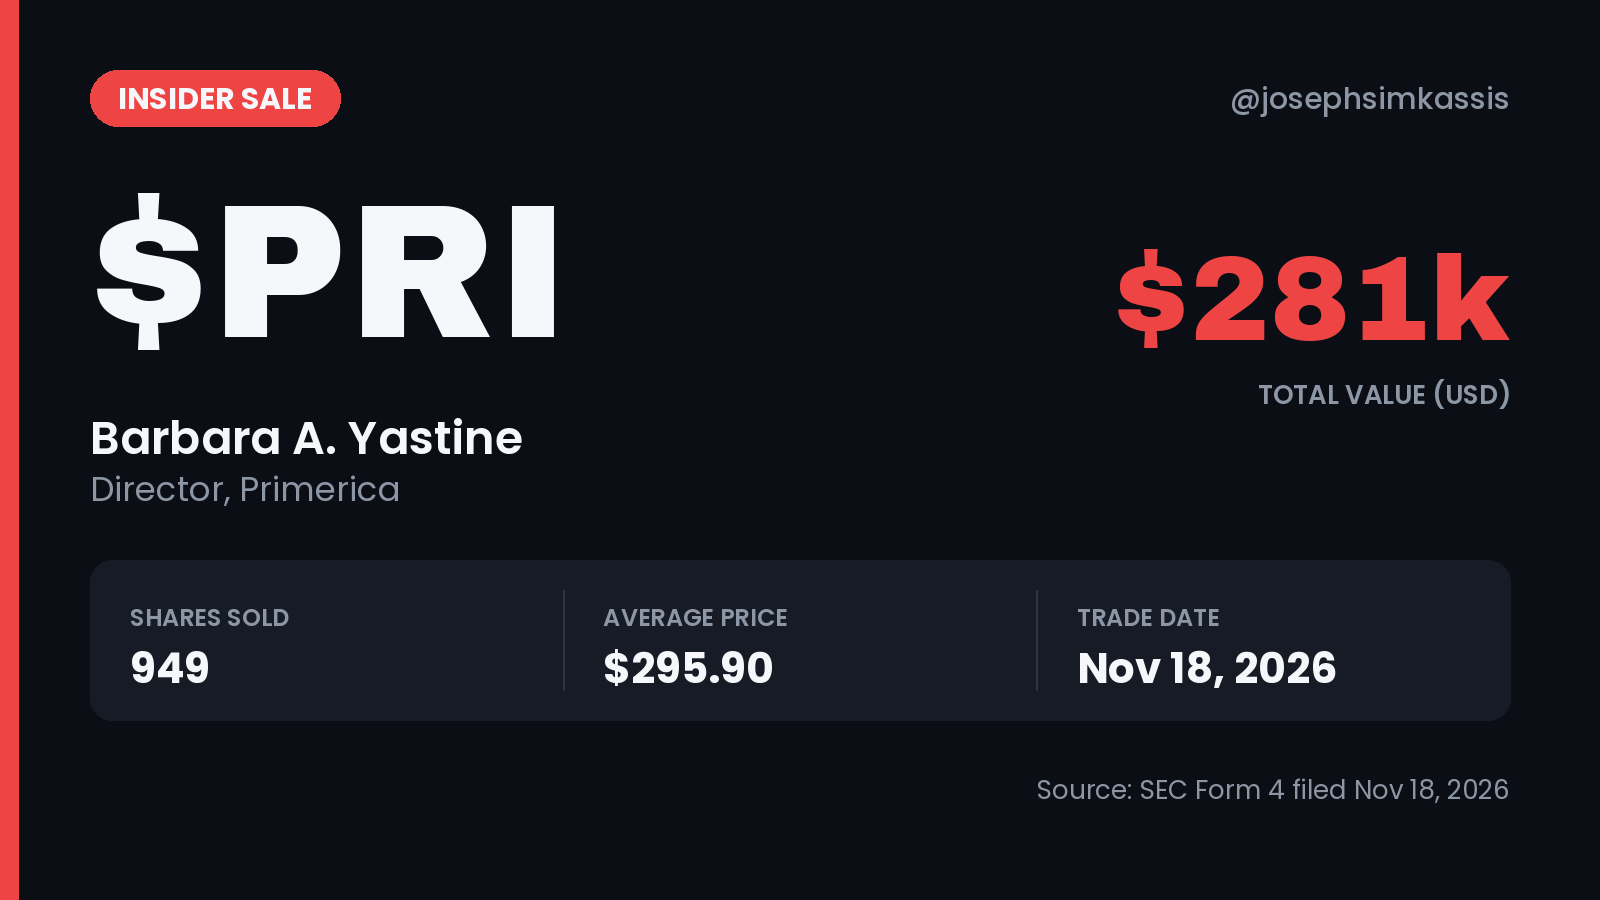 INSIDER SALE
@josephsimkassis
$PRI
$281k
TOTAL VALUE (USD)
Barbara A. Yastine
Director, Primerica
SHARES SOLD
949
AVERAGE PRICE
$295.90
TRADE DATE
Nov 18, 2026
Source: SEC Form 4 filed Nov 18, 2026